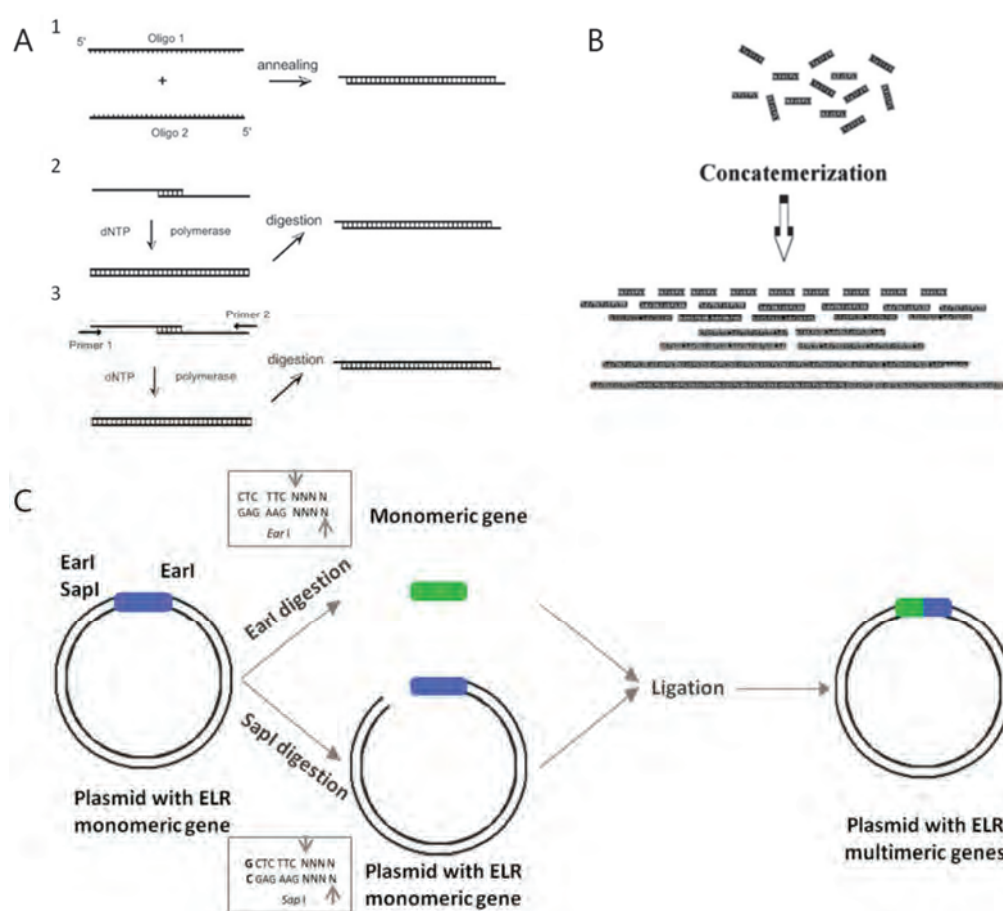 A
1
5'
Oligo 1
+
Oligo 2
5'
annealing
2
dNTP
polymerase
digestion
3
Primer 2
Primer 1
dNTP
polymerase
digestion
B
Concatemerization
C
CTC TTC NNN N
GAG AAG NNN N
Ear I
EarI
SapI
EarI
Plasmid with ELR
monomeric gene
EarI digestion
SapI digestion
Monomeric gene
G CTC TTC NNN N
C GAG AAG NNN N
Sap I
Plasmid with ELR
monomeric gene
Ligation
Plasmid with ELR
multimeric genes